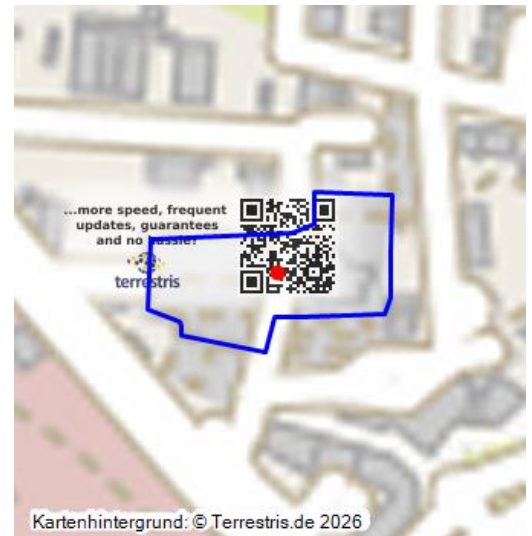 ...more speed, frequent
updates, guarantees
and no hassle!
terrestris
Kartenhintergrund: © Terrestris.de 2026